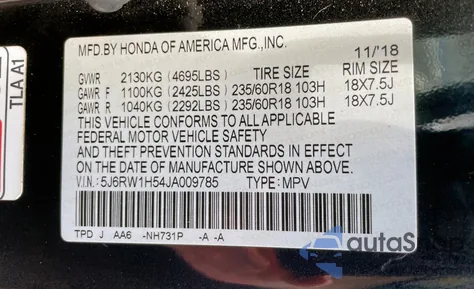 TLA A1
MFD.BY HONDA OF AMERICA MFG.,INC.
11/'18
GVWR 2130KG (4695LBS) TIRE SIZE RIM SIZE
GAWR F 1100KG (2425LBS) 235/60R18 103H 18X7.5J
GAWR R 1040KG (2292LBS) 235/60R18 103H 18X7.5J
THIS VEHICLE CONFORMS TO ALL APPLICABLE
FEDERAL MOTOR VEHICLE SAFETY
AND THEFT PREVENTION STANDARDS IN EFFECT
ON THE DATE OF MANUFACTURE SHOWN ABOVE.
V.I.N.: 5J6RW1H54JA009785 TYPE: MPV
TPD J AA6 -NH731P -A -A